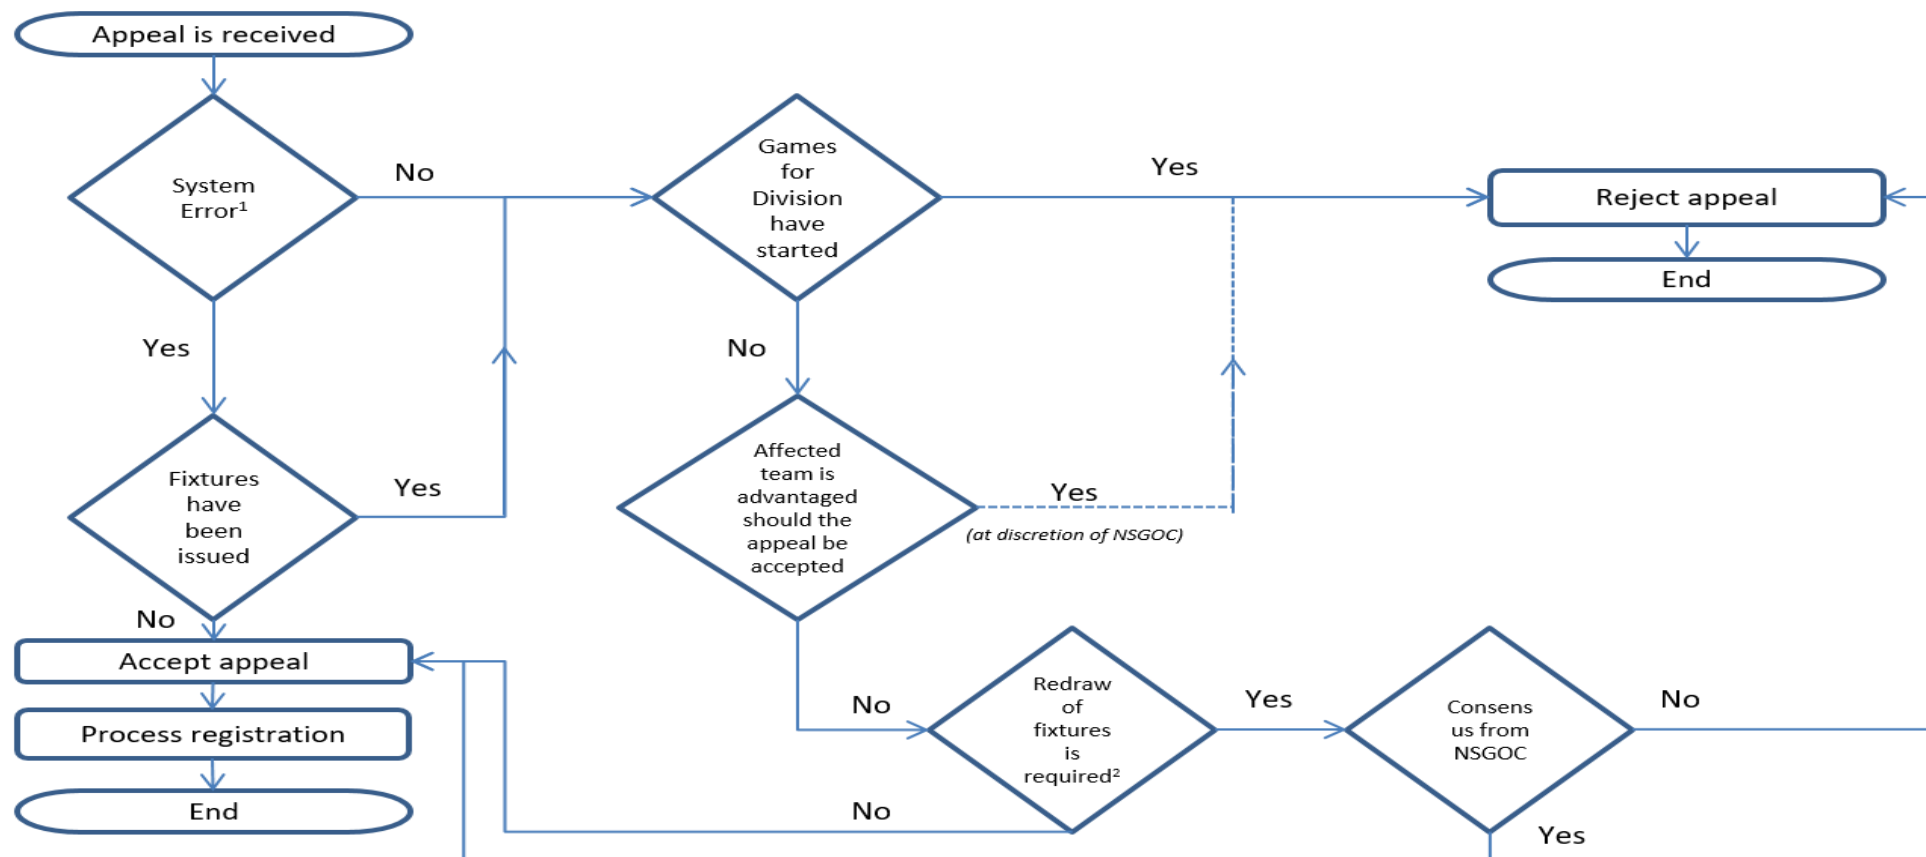 Appeal is received
System
Error¹
No
Yes
Fixtures
have
been
issued
Yes
No
Accept appeal
Process registration
End
Games
for
Division
have
started
Yes
No
Affected
team is
advantaged
should the
appeal be
accepted
Yes
(at discretion of NSGOC)
No
Redraw
of
fixtures
is
required²
Yes
No
Consens
us from
NSGOC
No
Yes
Reject appeal
End